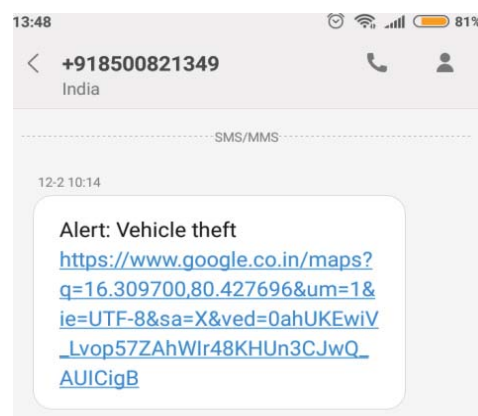 13:48 81%
+918500821349
India
SMS/MMS
12-2 10:14
Alert: Vehicle theft
https://www.google.co.in/maps?
q=16.309700,80.427696&um=1&
ie=UTF-8&sa=X&ved=0ahUKEwiV
_Lvop57ZAhWIr48KHUn3CJwQ_
AUICigB